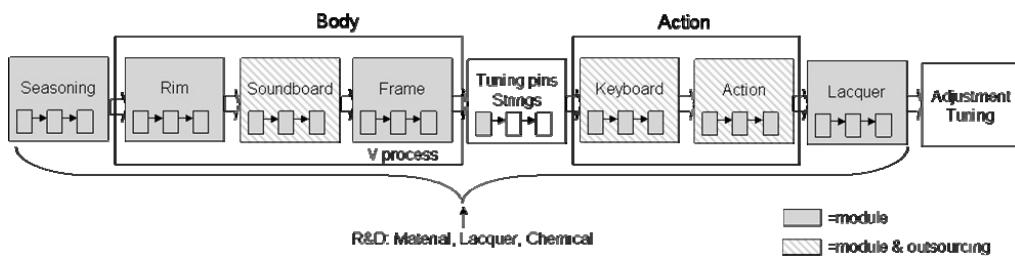 Body
Action
Seasoning
Rim
Soundboard
Frame
Tuning pins
Strings
Keyboard
Action
Lacquer
Adjustment
Tuning
V process
R&D: Material, Lacquer, Chemical
=module
=module & outsourcing